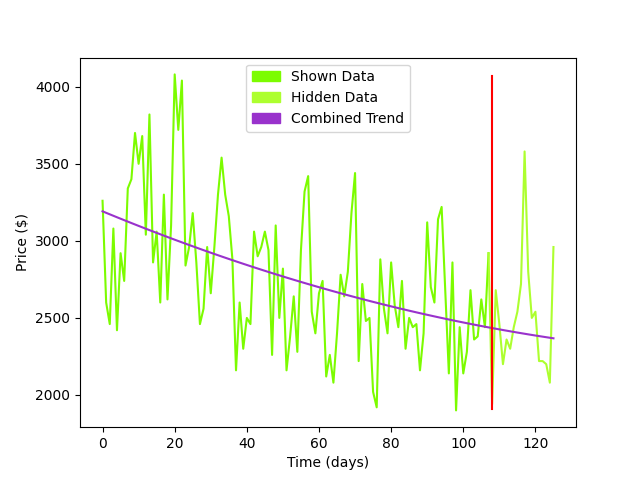 Shown Data
Hidden Data
Combined Trend
4000
3500
3000
2500
2000
Price ($)
0 20 40 60 80 100 120
Time (days)